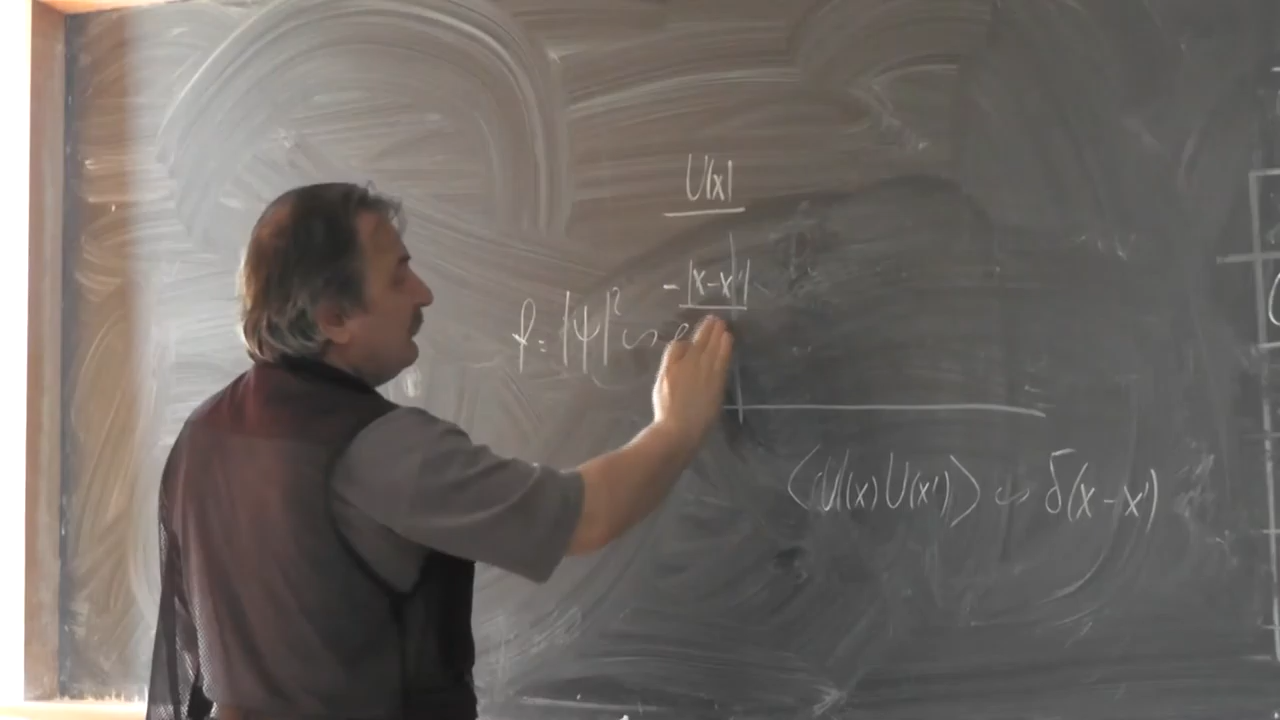 U(x)
-|x-x'|
ρ = |ψ|² ∼ e
⟨U(x)U(x')⟩ ∼ δ(x-x')